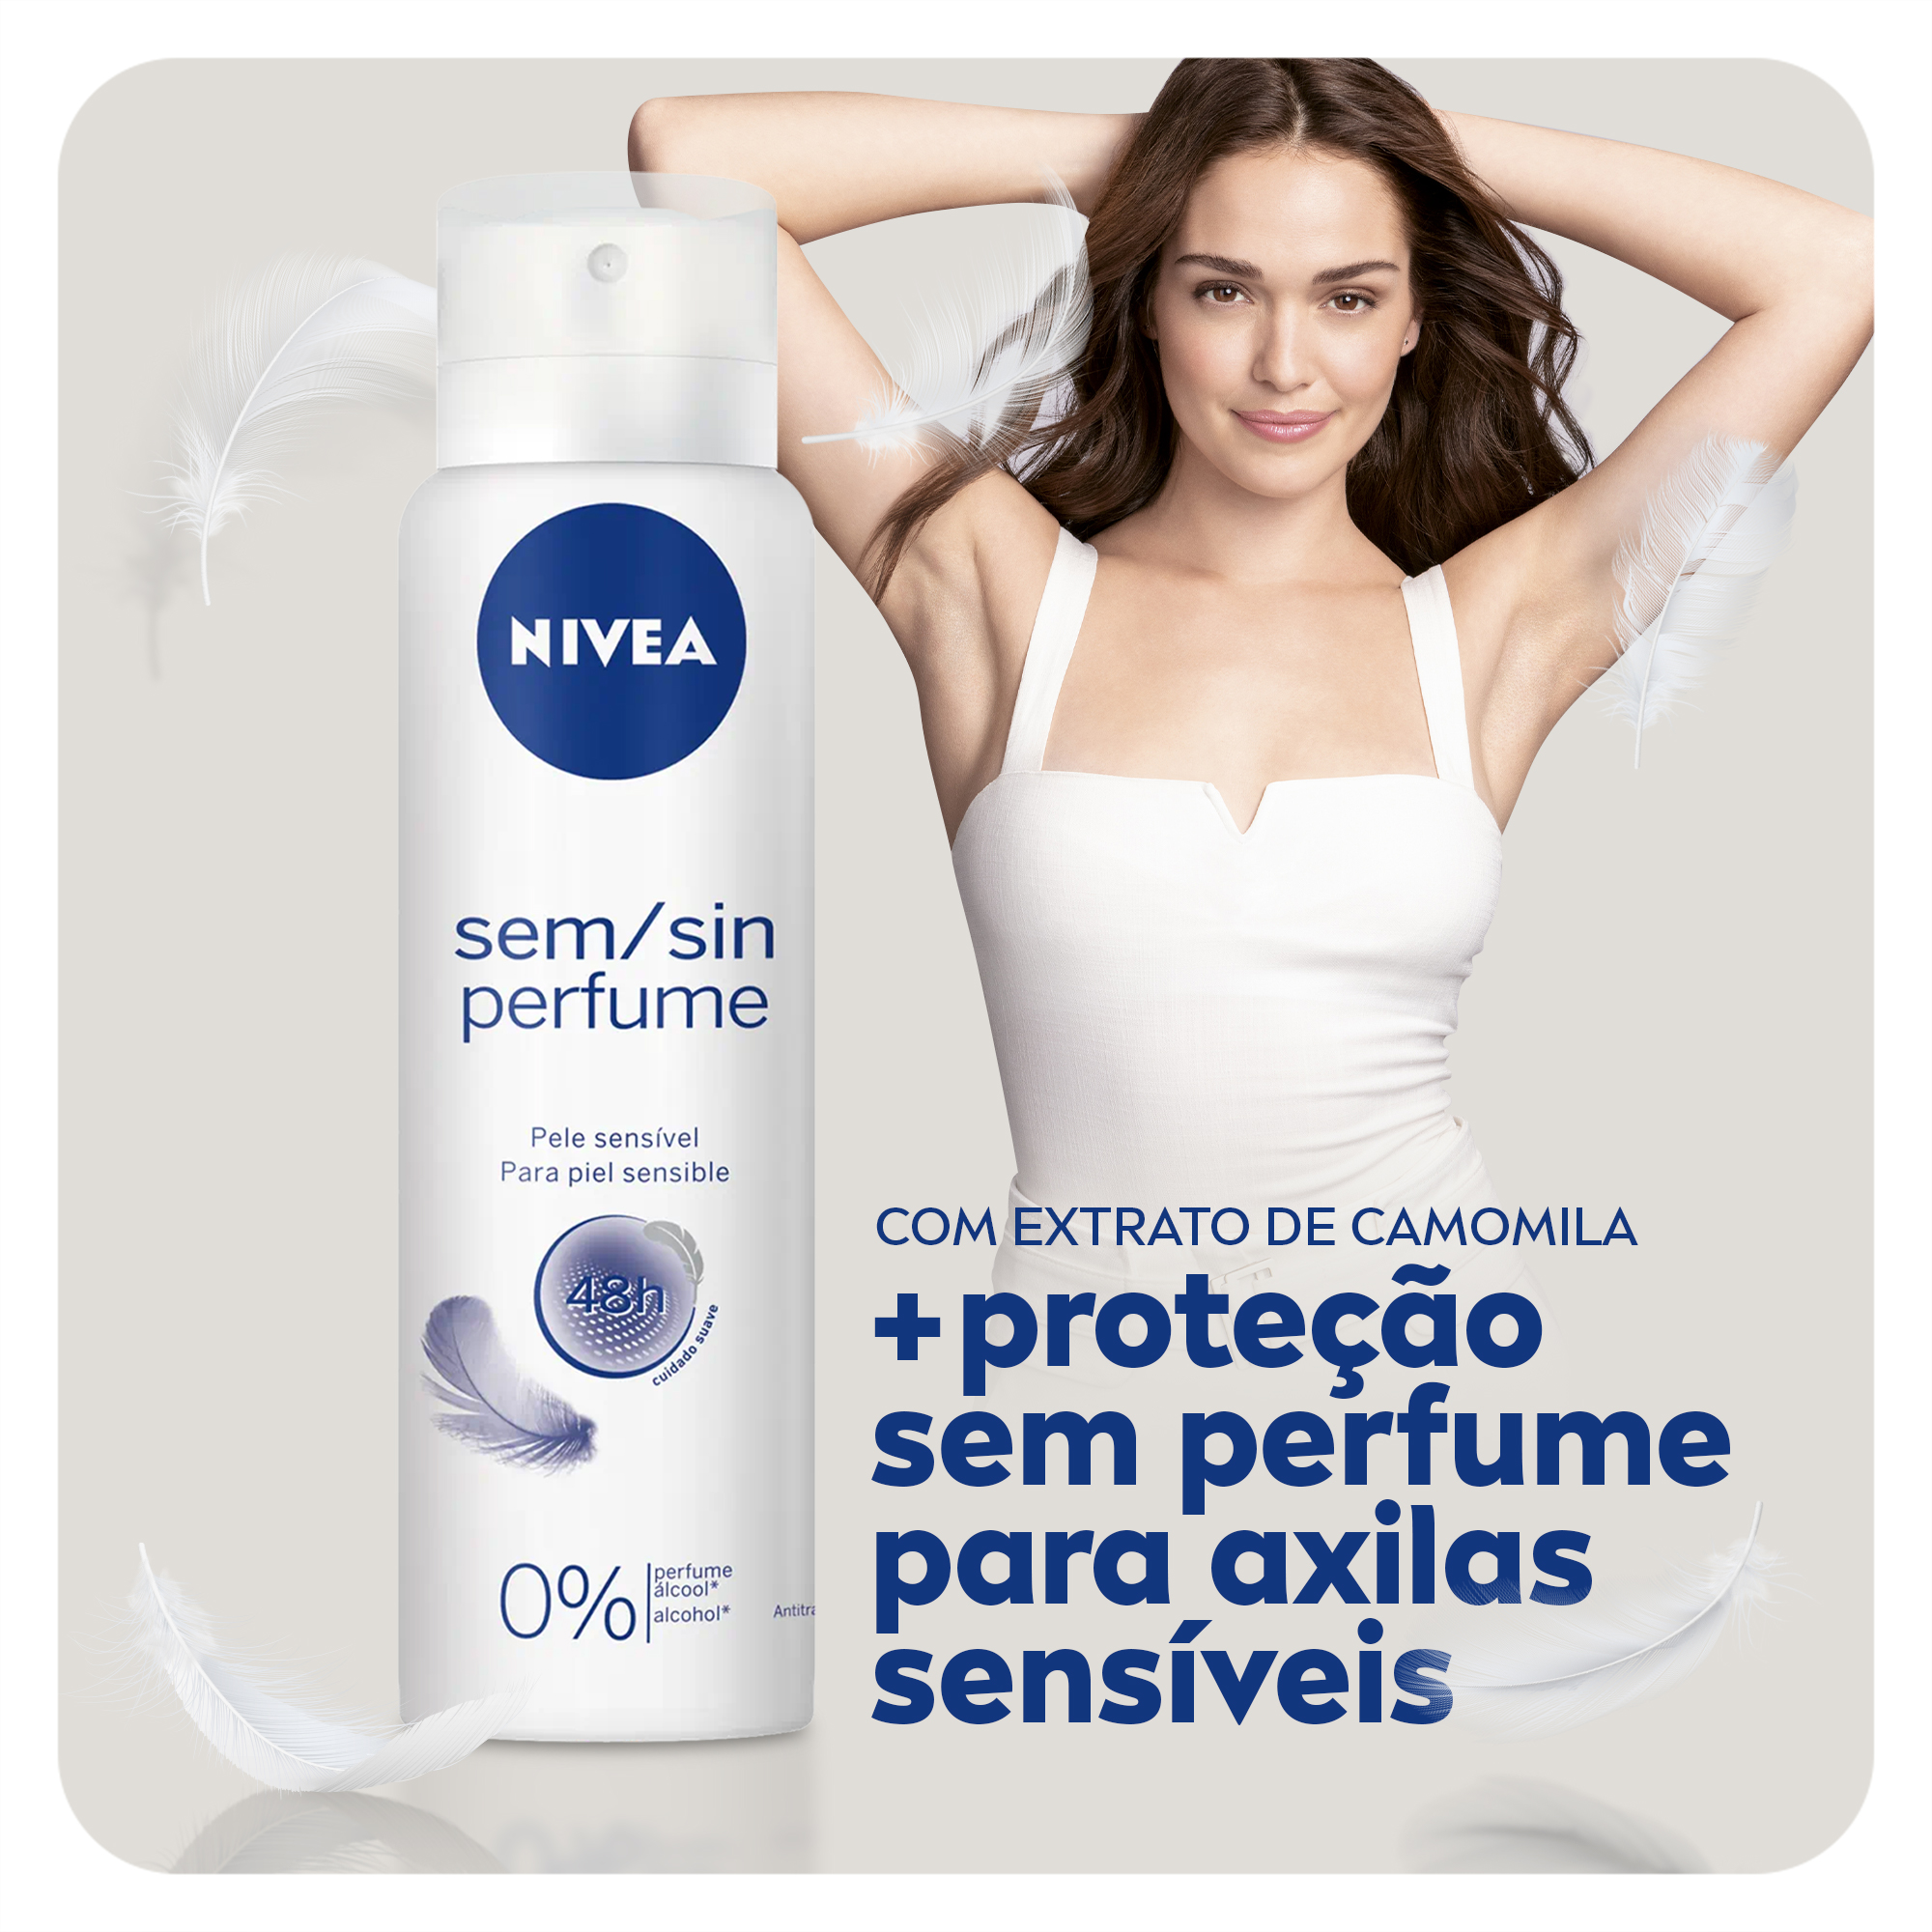 NIVEA
sem/sin
perfume
Pele sensível
Para piel sensible
48h
cuidado suave
0%
perfume
álcool*
alcohol*
COM EXTRATO DE CAMOMILA
+proteção
sem perfume
para axilas
sensíveis